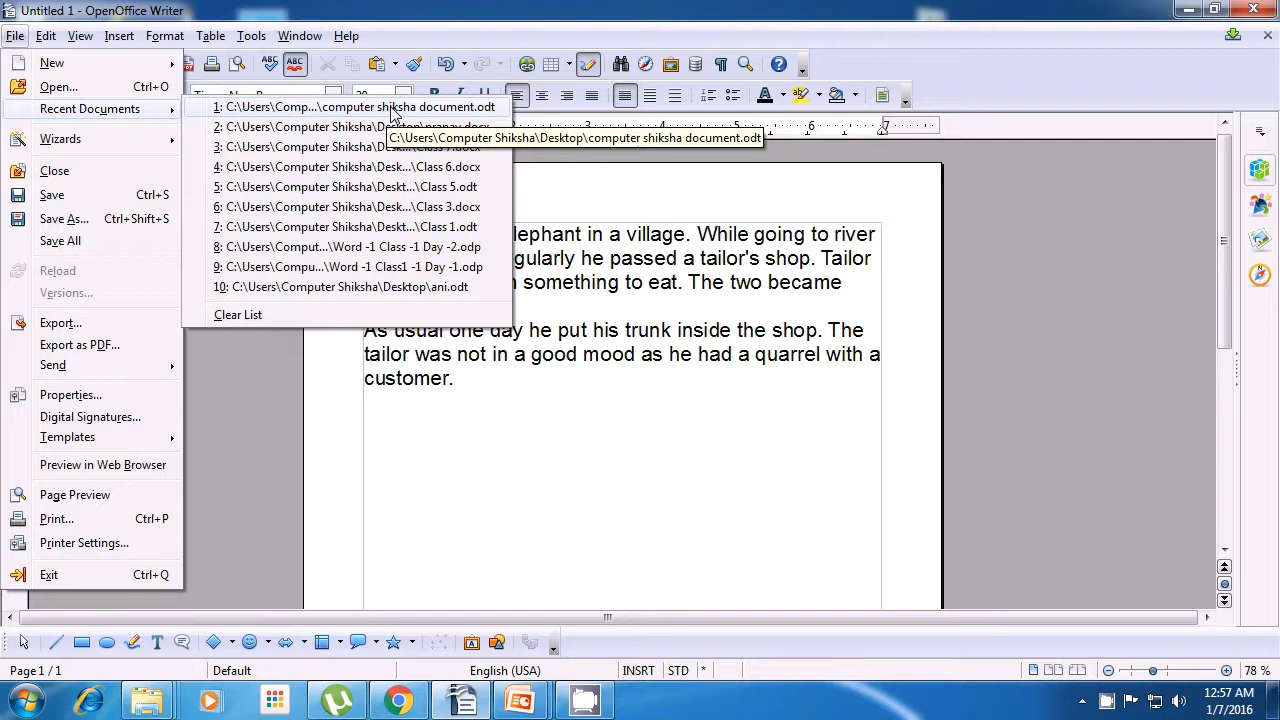 Untitled 1 - OpenOffice Writer
File Edit View Insert Format Table Tools Window Help
New
Open... Ctrl+O
Recent Documents
Wizards
Close
Save Ctrl+S
Save As... Ctrl+Shift+S
Save All
Reload
Versions...
Export...
Export as PDF...
Send
Properties...
Digital Signatures...
Templates
Preview in Web Browser
Page Preview
Print... Ctrl+P
Printer Settings...
Exit Ctrl+Q
1: C:\Users\Comp...\computer shiksha document.odt
2: C:\Users\Computer Shiksha\
C:\Users\Computer Shiksha\Desktop\computer shiksha document.odt
3: C:\Users\Computer Shiksha\
4: C:\Users\Computer Shiksha\Desk...\Class 6.docx
5: C:\Users\Computer Shiksha\Deskt...\Class 5.odt
6: C:\Users\Computer Shiksha\Desk...\Class 3.docx
7: C:\Users\Computer Shiksha\Deskt...\Class 1.odt
8: C:\Users\Comput...\Word -1 Class -1 Day -2.odp
9: C:\Users\Compu...\Word -1 Class1 -1 Day -1.odp
10: C:\Users\Computer Shiksha\Desktop\ani.odt
Clear List
3 4 5 6 7
in a village. While going to river
he passed a tailor's shop. Tailor
something to eat. The two became
As usual one day he put his trunk inside the shop. The
tailor was not in a good mood as he had a quarrel with a
customer.
Page 1 / 1 Default English (USA) INSRT STD * 78 %
12:57 AM
1/7/2016